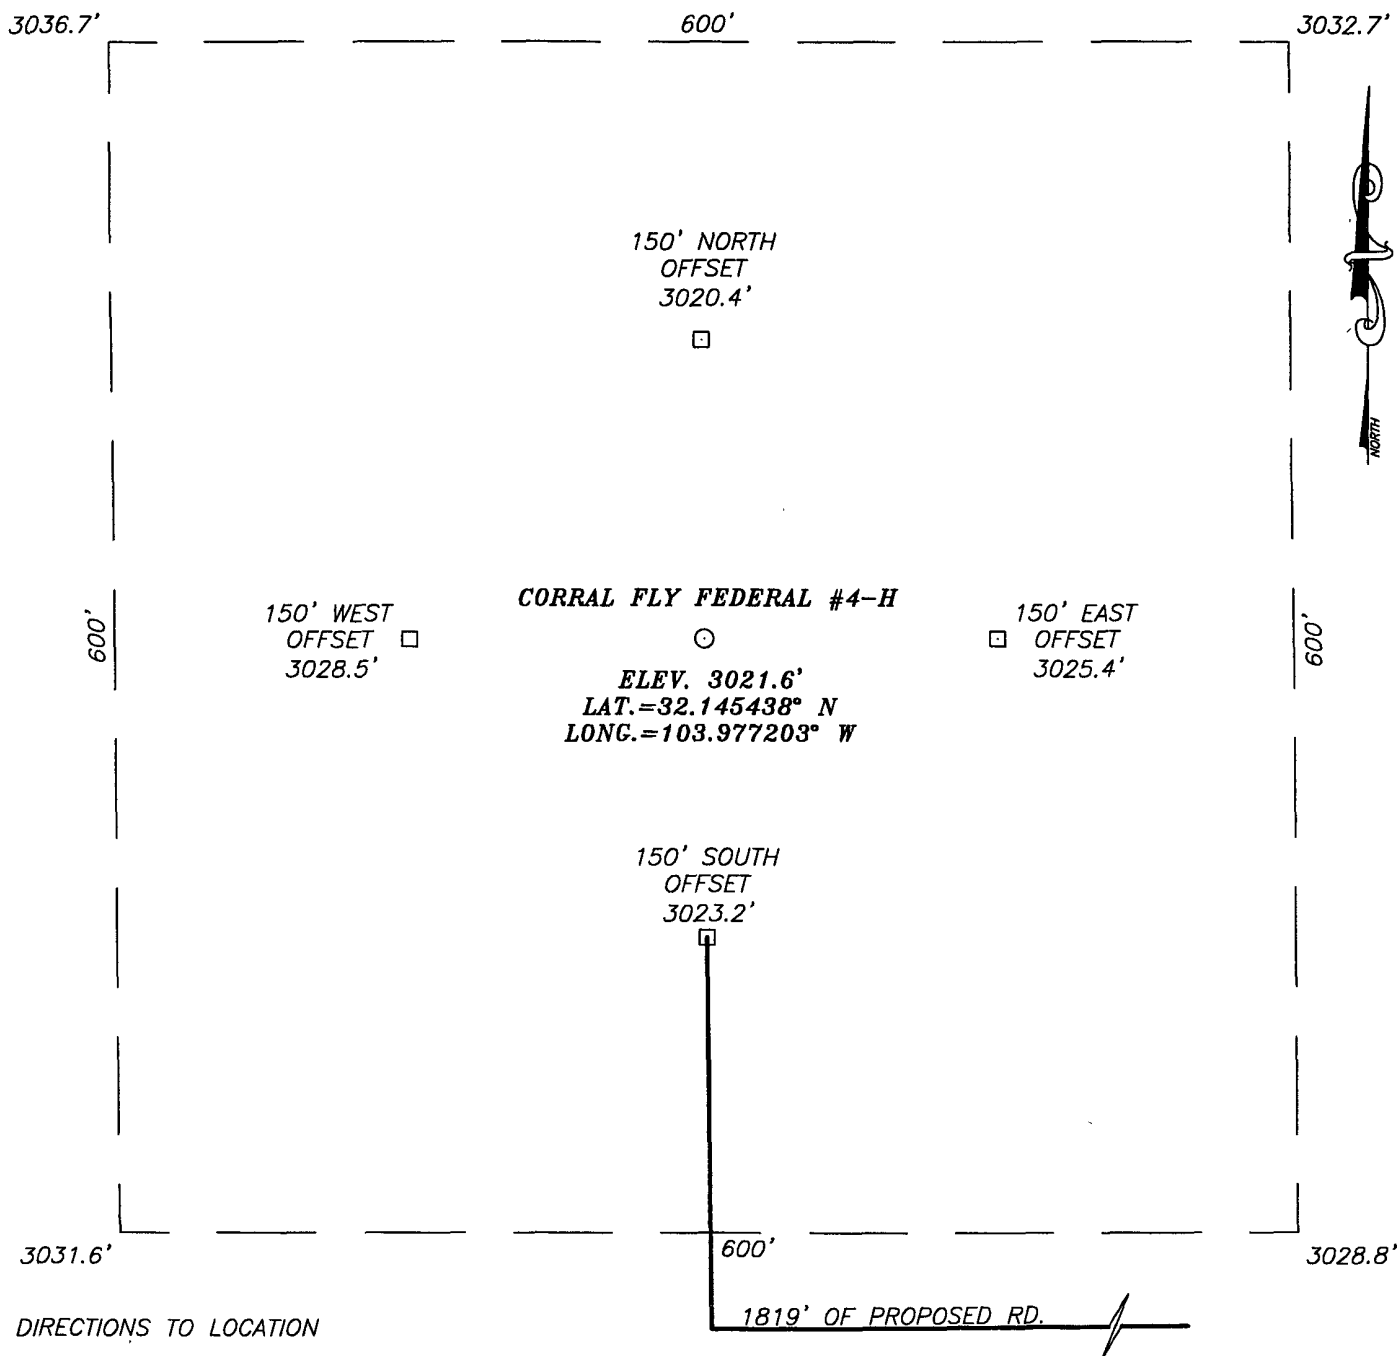 3036.7' 600' 3032.7'
150' NORTH
OFFSET
3020.4'
NORTH
CORRAL FLY FEDERAL #4-H
150' WEST
OFFSET
3028.5'
600'
150' EAST
OFFSET
3025.4'
600'
ELEV. 3021.6'
LAT.=32.145438° N
LONG.=103.977203° W
150' SOUTH
OFFSET
3023.2'
3031.6' 600' 3028.8'
1819' OF PROPOSED RD.
DIRECTIONS TO LOCATION